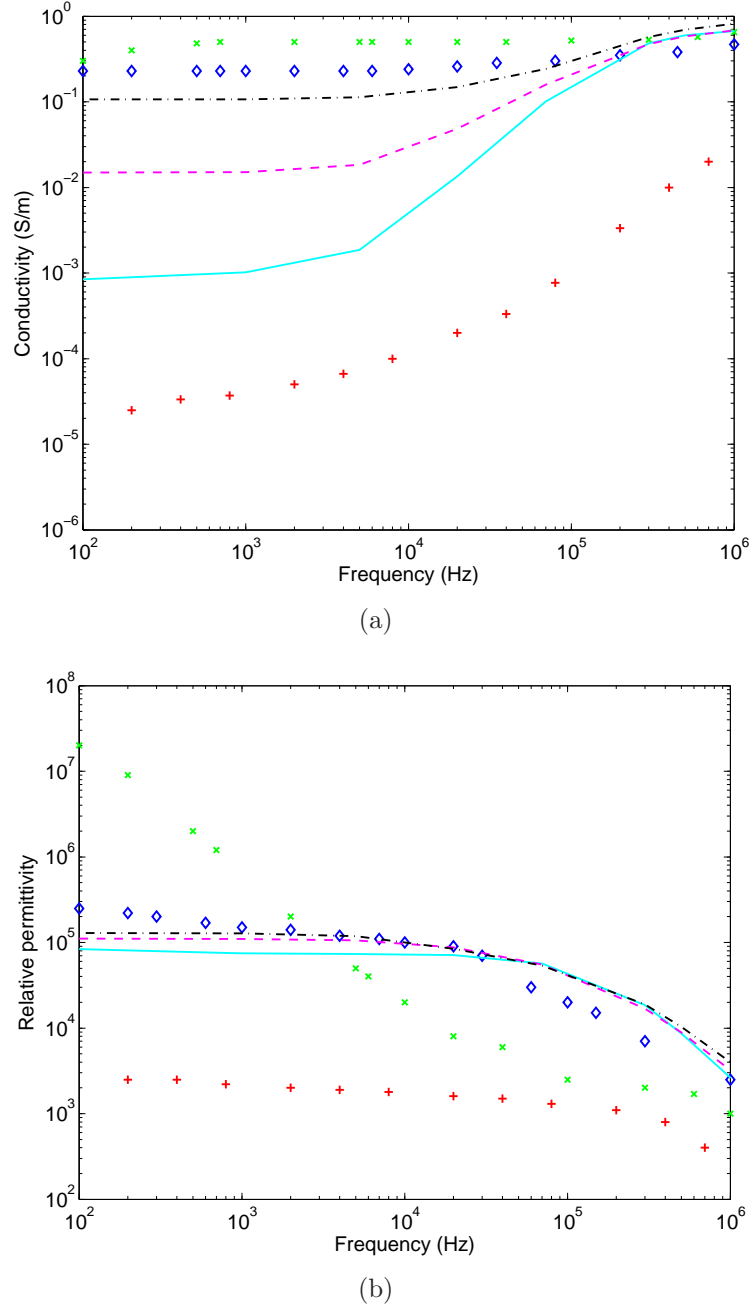 10^0
10^−1
10^−2
10^−3
10^−4
10^−5
10^−6
Conductivity (S/m)
10^2 10^3 10^4 10^5 10^6
Frequency (Hz)
(a)
10^8
10^7
10^6
10^5
10^4
10^3
10^2
Relative permittivity
10^2 10^3 10^4 10^5 10^6
Frequency (Hz)
(b)